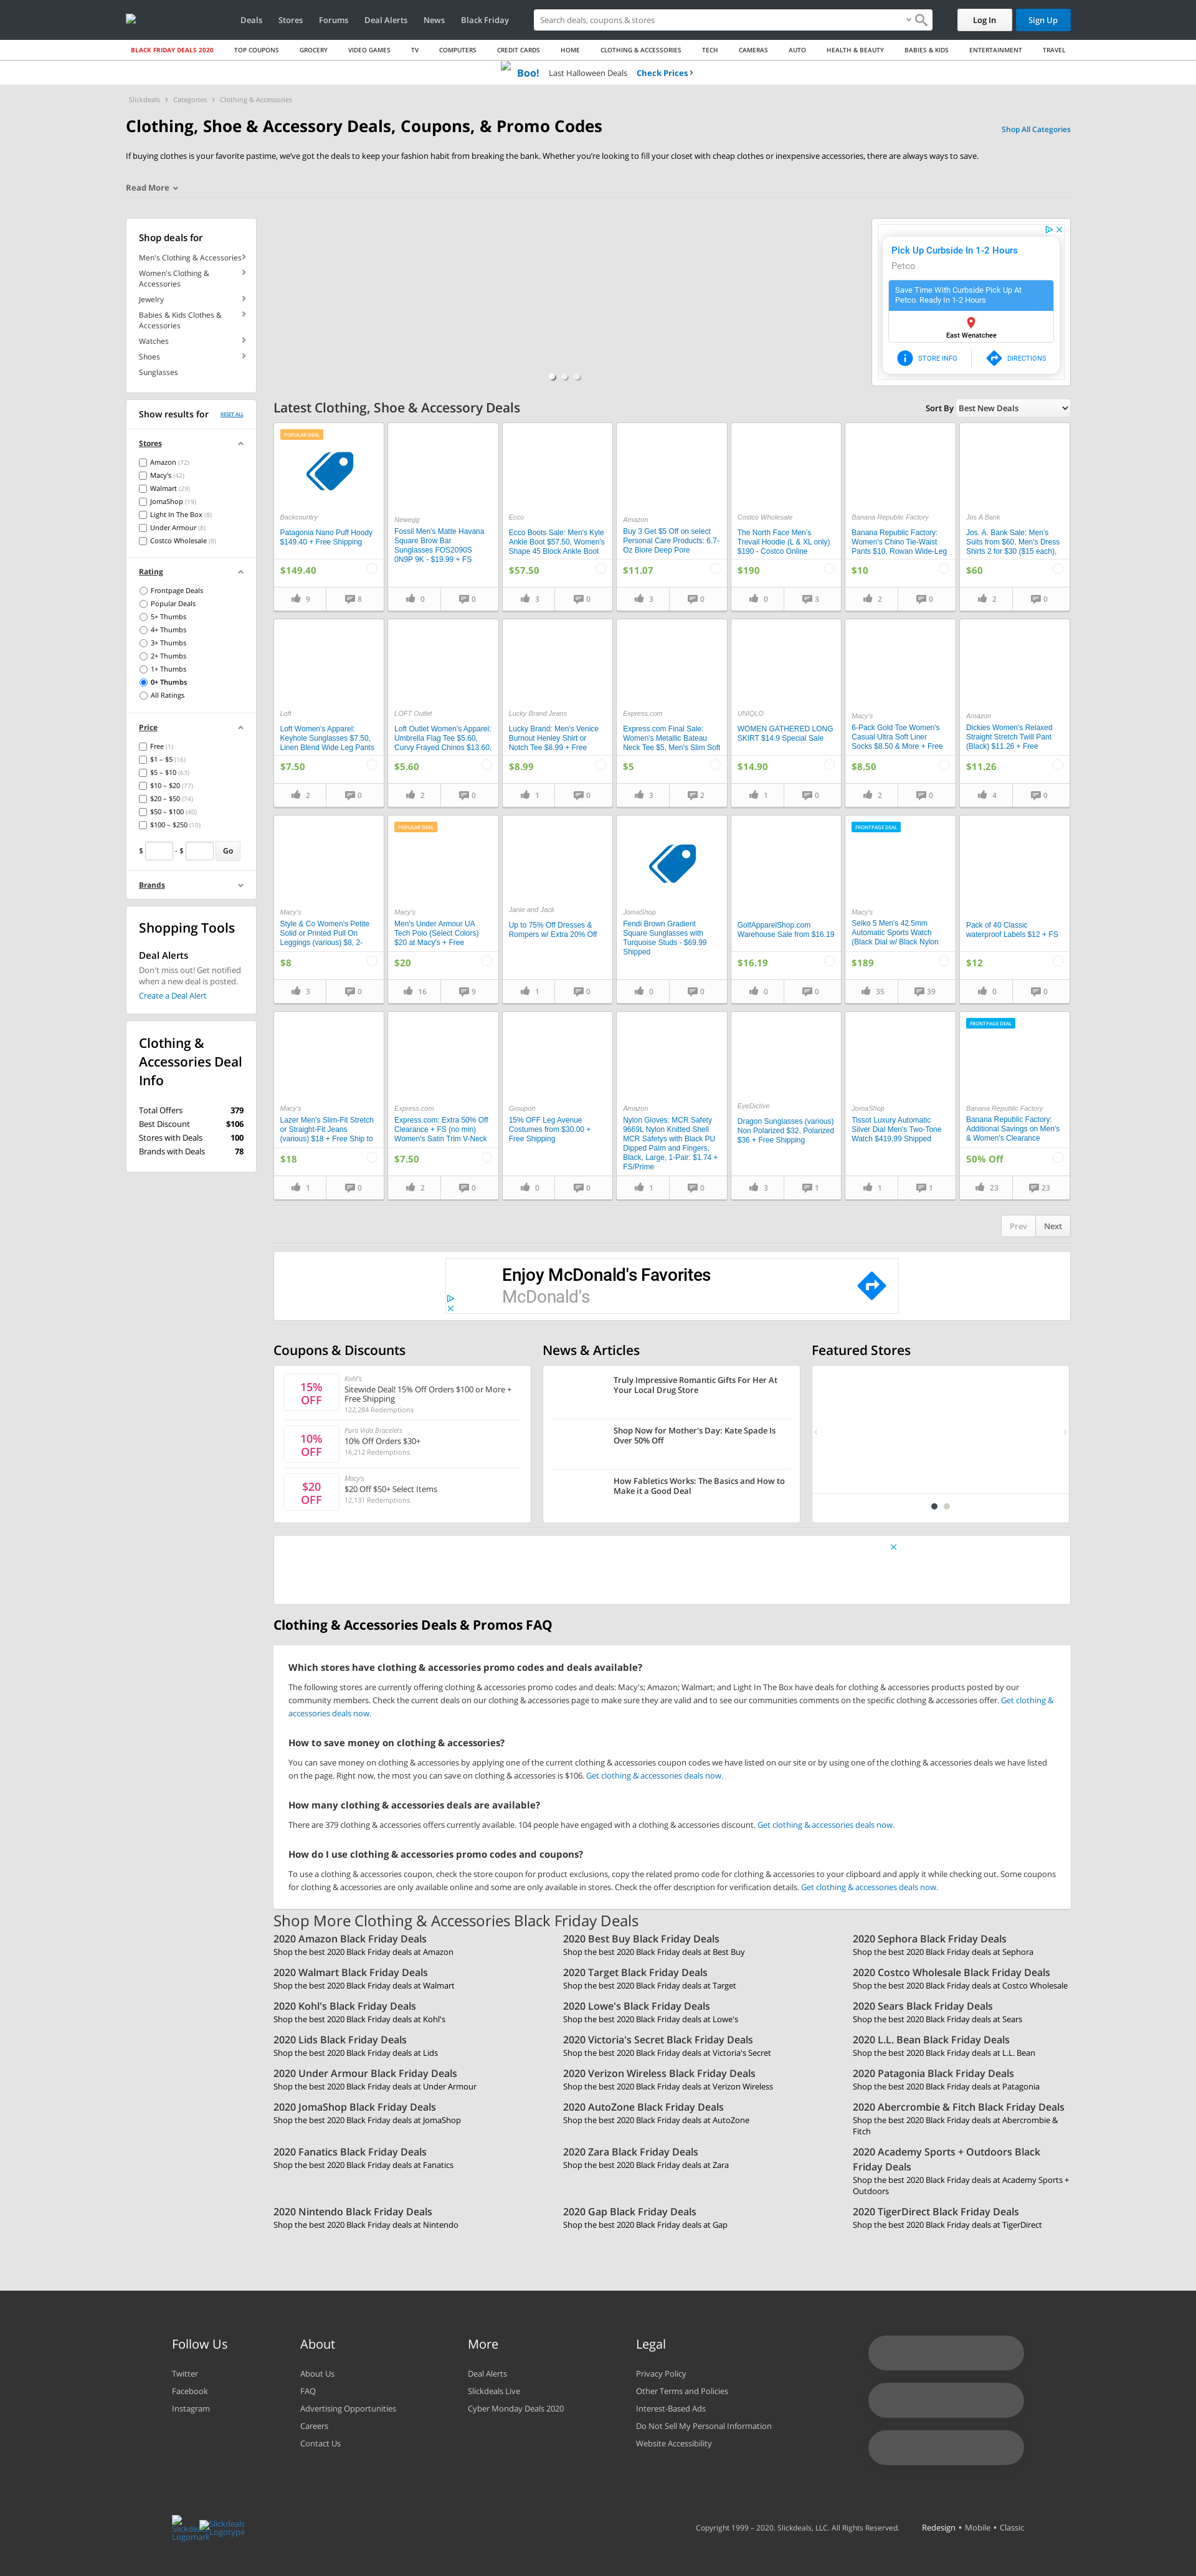 Deals Stores Forums Deal Alerts News Black Friday
Search deals, coupons & stores
Log In
Sign Up
BLACK FRIDAY DEALS 2020 TOP COUPONS GROCERY VIDEO GAMES TV COMPUTERS CREDIT CARDS HOME CLOTHING & ACCESSORIES TECH CAMERAS AUTO HEALTH & BEAUTY BABIES & KIDS ENTERTAINMENT TRAVEL
Boo! Last Halloween Deals Check Prices
Slickdeals Categories Clothing & Accessories
Clothing, Shoe & Accessory Deals, Coupons, & Promo Codes
Shop All Categories
If buying clothes is your favorite pastime, we've got the deals to keep your fashion habit from breaking the bank. Whether you're looking to fill your closet with cheap clothes or inexpensive accessories, there are always ways to save.
Read More
Shop deals for
Men's Clothing & Accessories
Women's Clothing &
Accessories
Jewelry
Babies & Kids Clothes &
Accessories
Watches
Shoes
Sunglasses
Pick Up Curbside In 1-2 Hours
Petco
Save Time With Curbside Pick Up At
Petco. Ready In 1-2 Hours
East Wenatchee
STORE INFO
DIRECTIONS
Show results for
RESET ALL
Stores
Amazon (72)
Macy's (42)
Walmart (29)
JomaShop (19)
Light In The Box (8)
Under Armour (8)
Costco Wholesale (8)
Rating
Frontpage Deals
Popular Deals
5+ Thumbs
4+ Thumbs
3+ Thumbs
2+ Thumbs
1+ Thumbs
0+ Thumbs
All Ratings
Price
Free (1)
$1 – $5 (16)
$5 – $10 (63)
$10 – $20 (77)
$20 – $50 (74)
$50 – $100 (40)
$100 – $250 (10)
$ - $ Go
Brands
Shopping Tools
Deal Alerts
Don't miss out! Get notified
when a new deal is posted.
Create a Deal Alert
Clothing &
Accessories Deal
Info
Total Offers 379
Best Discount $106
Stores with Deals 100
Brands with Deals 78
Latest Clothing, Shoe & Accessory Deals
Sort By Best New Deals
POPULAR DEAL
Backcountry
Patagonia Nano Puff Hoody
$149.40 + Free Shipping
$149.40
9 8
Newegg
Fossil Men's Matte Havana
Square Brow Bar
Sunglasses FOS2090S
0N9P 9K - $19.99 + FS
0 0
Ecco
Ecco Boots Sale: Men's Kyle
Ankle Boot $57.50, Women's
Shape 45 Block Ankle Boot
$57.50
3 0
Amazon
Buy 3 Get $5 Off on select
Personal Care Products: 6.7-
Oz Biore Deep Pore
$11.07
3 0
Costco Wholesale
The North Face Men's
Trevail Hoodie (L & XL only)
$190 - Costco Online
$190
0 3
Banana Republic Factory
Banana Republic Factory:
Women's Chino Tie-Waist
Pants $10, Rowan Wide-Leg
$10
2 0
Jos A Bank
Jos. A. Bank Sale: Men's
Suits from $60, Men's Dress
Shirts 2 for $30 ($15 each),
$60
2 0
Loft
Loft Women's Apparel:
Keyhole Sunglasses $7.50,
Linen Blend Wide Leg Pants
$7.50
2 0
LOFT Outlet
Loft Outlet Women's Apparel:
Umbrella Flag Tee $5.60,
Curvy Frayed Chinos $13.60,
$5.60
2 0
Lucky Brand Jeans
Lucky Brand: Men's Venice
Burnout Henley Shirt or
Notch Tee $8.99 + Free
$8.99
1 0
Express.com
Express.com Final Sale:
Women's Metallic Bateau
Neck Tee $5, Men's Slim Soft
$5
3 2
UNIQLO
WOMEN GATHERED LONG
SKIRT $14.9 Special Sale
$14.90
1 0
Macy's
6-Pack Gold Toe Women's
Casual Ultra Soft Liner
Socks $8.50 & More + Free
$8.50
2 0
Amazon
Dickies Women's Relaxed
Straight Stretch Twill Pant
(Black) $11.26 + Free
$11.26
4 0
Macy's
Style & Co Women's Petite
Solid or Printed Pull On
Leggings (various) $8, 2-
$8
3 0
POPULAR DEAL
Macy's
Men's Under Armour UA
Tech Polo (Select Colors)
$20 at Macy's + Free
$20
16 9
Janie and Jack
Up to 75% Off Dresses &
Rompers w/ Extra 20% Off
1 0
JomaShop
Fendi Brown Gradient
Square Sunglasses with
Turquoise Studs - $69.99
Shipped
0 0
GolfApparelShop.com
Warehouse Sale from $16.19
$16.19
0 0
FRONTPAGE DEAL
Macy's
Seiko 5 Men's 42.5mm
Automatic Sports Watch
(Black Dial w/ Black Nylon
$189
35 39
Pack of 40 Classic
waterproof Labels $12 + FS
$12
0 0
Macy's
Lazer Men's Slim-Fit Stretch
or Straight-Fit Jeans
(various) $18 + Free Ship to
$18
1 0
Express.com
Express.com: Extra 50% Off
Clearance + FS (no min)
Women's Satin Trim V-Neck
$7.50
2 0
Groupon
15% OFF Leg Avenue
Costumes from $30.00 +
Free Shipping
0 0
Amazon
Nylon Gloves: MCR Safety
9669L Nylon Knitted Shell
MCR Safetys with Black PU
Dipped Palm and Fingers,
Black, Large, 1-Pair: $1.74 +
FS/Prime
1 0
EyeDictive
Dragon Sunglasses (various)
Non Polarized $32, Polarized
$36 + Free Shipping
3 1
JomaShop
Tissot Luxury Automatic
Silver Dial Men's Two-Tone
Watch $419.99 Shipped
1 1
FRONTPAGE DEAL
Banana Republic Factory
Banana Republic Factory:
Additional Savings on Men's
& Women's Clearance
50% Off
23 23
Prev Next
Enjoy McDonald's Favorites
McDonald's
Coupons & Discounts
15%
OFF
Kohl's
Sitewide Deal! 15% Off Orders $100 or More +
Free Shipping
122,284 Redemptions
10%
OFF
Pura Vida Bracelets
10% Off Orders $30+
16,212 Redemptions
$20
OFF
Macy's
$20 Off $50+ Select Items
12,131 Redemptions
News & Articles
Truly Impressive Romantic Gifts For Her At
Your Local Drug Store
Shop Now for Mother's Day: Kate Spade Is
Over 50% Off
How Fabletics Works: The Basics and How to
Make it a Good Deal
Featured Stores
Clothing & Accessories Deals & Promos FAQ
Which stores have clothing & accessories promo codes and deals available?
The following stores are currently offering clothing & accessories promo codes and deals: Macy's; Amazon; Walmart; and Light In The Box have deals for clothing & accessories products posted by our
community members. Check the current deals on our clothing & accessories page to make sure they are valid and to see our communities comments on the specific clothing & accessories offer. Get clothing &
accessories deals now.
How to save money on clothing & accessories?
You can save money on clothing & accessories by applying one of the current clothing & accessories coupon codes we have listed on our site or by using one of the clothing & accessories deals we have listed
on the page. Right now, the most you can save on clothing & accessories is $106. Get clothing & accessories deals now.
How many clothing & accessories deals are available?
There are 379 clothing & accessories offers currently available. 104 people have engaged with a clothing & accessories discount. Get clothing & accessories deals now.
How do I use clothing & accessories promo codes and coupons?
To use a clothing & accessories coupon, check the store coupon for product exclusions, copy the related promo code for clothing & accessories to your clipboard and apply it while checking out. Some coupons
for clothing & accessories are only available online and some are only available in stores. Check the offer description for verification details. Get clothing & accessories deals now.
Shop More Clothing & Accessories Black Friday Deals
2020 Amazon Black Friday Deals
Shop the best 2020 Black Friday deals at Amazon
2020 Best Buy Black Friday Deals
Shop the best 2020 Black Friday deals at Best Buy
2020 Sephora Black Friday Deals
Shop the best 2020 Black Friday deals at Sephora
2020 Walmart Black Friday Deals
Shop the best 2020 Black Friday deals at Walmart
2020 Target Black Friday Deals
Shop the best 2020 Black Friday deals at Target
2020 Costco Wholesale Black Friday Deals
Shop the best 2020 Black Friday deals at Costco Wholesale
2020 Kohl's Black Friday Deals
Shop the best 2020 Black Friday deals at Kohl's
2020 Lowe's Black Friday Deals
Shop the best 2020 Black Friday deals at Lowe's
2020 Sears Black Friday Deals
Shop the best 2020 Black Friday deals at Sears
2020 Lids Black Friday Deals
Shop the best 2020 Black Friday deals at Lids
2020 Victoria's Secret Black Friday Deals
Shop the best 2020 Black Friday deals at Victoria's Secret
2020 L.L. Bean Black Friday Deals
Shop the best 2020 Black Friday deals at L.L. Bean
2020 Under Armour Black Friday Deals
Shop the best 2020 Black Friday deals at Under Armour
2020 Verizon Wireless Black Friday Deals
Shop the best 2020 Black Friday deals at Verizon Wireless
2020 Patagonia Black Friday Deals
Shop the best 2020 Black Friday deals at Patagonia
2020 JomaShop Black Friday Deals
Shop the best 2020 Black Friday deals at JomaShop
2020 AutoZone Black Friday Deals
Shop the best 2020 Black Friday deals at AutoZone
2020 Abercrombie & Fitch Black Friday Deals
Shop the best 2020 Black Friday deals at Abercrombie &
Fitch
2020 Fanatics Black Friday Deals
Shop the best 2020 Black Friday deals at Fanatics
2020 Zara Black Friday Deals
Shop the best 2020 Black Friday deals at Zara
2020 Academy Sports + Outdoors Black
Friday Deals
Shop the best 2020 Black Friday deals at Academy Sports +
Outdoors
2020 Nintendo Black Friday Deals
Shop the best 2020 Black Friday deals at Nintendo
2020 Gap Black Friday Deals
Shop the best 2020 Black Friday deals at Gap
2020 TigerDirect Black Friday Deals
Shop the best 2020 Black Friday deals at TigerDirect
Follow Us
Twitter
Facebook
Instagram
About
About Us
FAQ
Advertising Opportunities
Careers
Contact Us
More
Deal Alerts
Slickdeals Live
Cyber Monday Deals 2020
Legal
Privacy Policy
Other Terms and Policies
Interest-Based Ads
Do Not Sell My Personal Information
Website Accessibility
Logomark
Slickdeals
Logotype
Copyright 1999 – 2020. Slickdeals, LLC. All Rights Reserved.
Redesign • Mobile • Classic